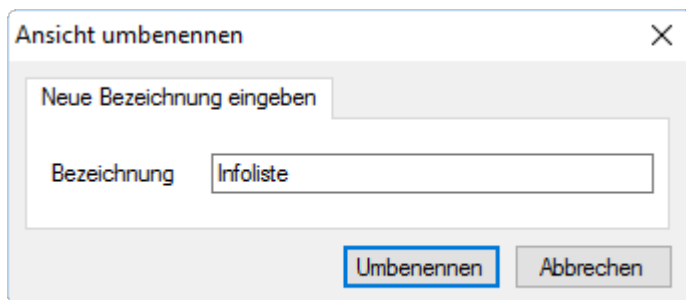 Ansicht umbenennen
Neue Bezeichnung eingeben
Bezeichnung Infoliste
Umbenennen Abbrechen